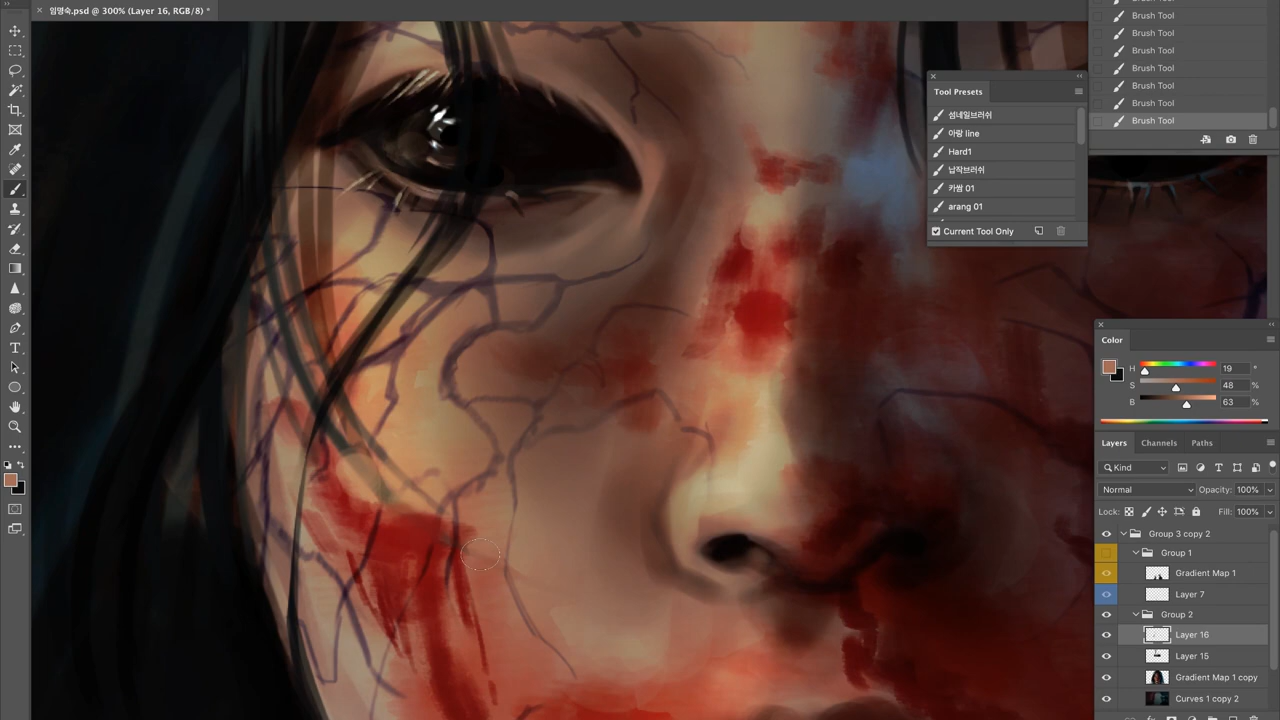 임명숙.psd @ 300% (Layer 16, RGB/8) *
Brush Tool
Brush Tool
Brush Tool
Brush Tool
Brush Tool
Brush Tool
Brush Tool
Tool Presets
섬네일브러쉬
아랑 line
Hard1
납작브러쉬
카쌈 01
arang 01
Current Tool Only
Color
H 19 °
S 48 %
B 63 %
Layers Channels Paths
Kind
Normal Opacity: 100%
Lock: Fill: 100%
Group 3 copy 2
Group 1
Gradient Map 1
Layer 7
Group 2
Layer 16
Layer 15
Gradient Map 1 copy
Curves 1 copy 2